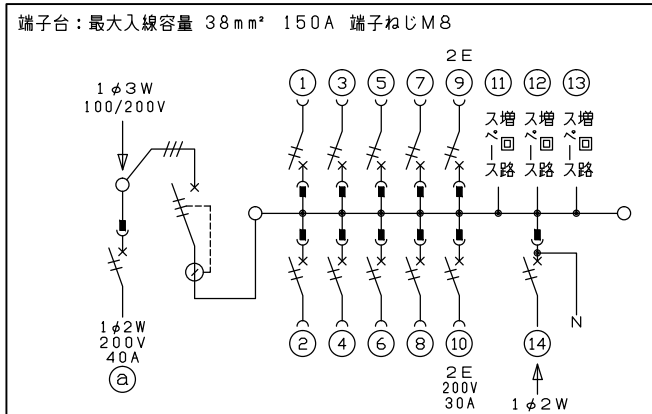 端子台：最大入線容量 38mm² 150A 端子ねじM8
1φ3W
100/200V
2E
① ③ ⑤ ⑦ ⑨ ⑪ ⑫ ⑬
増回路スペース 増回路スペース 増回路スペース
1φ2W
200V
40A
ⓐ
② ④ ⑥ ⑧ ⑩ ⑭
N
2E
200V
30A
1φ2W